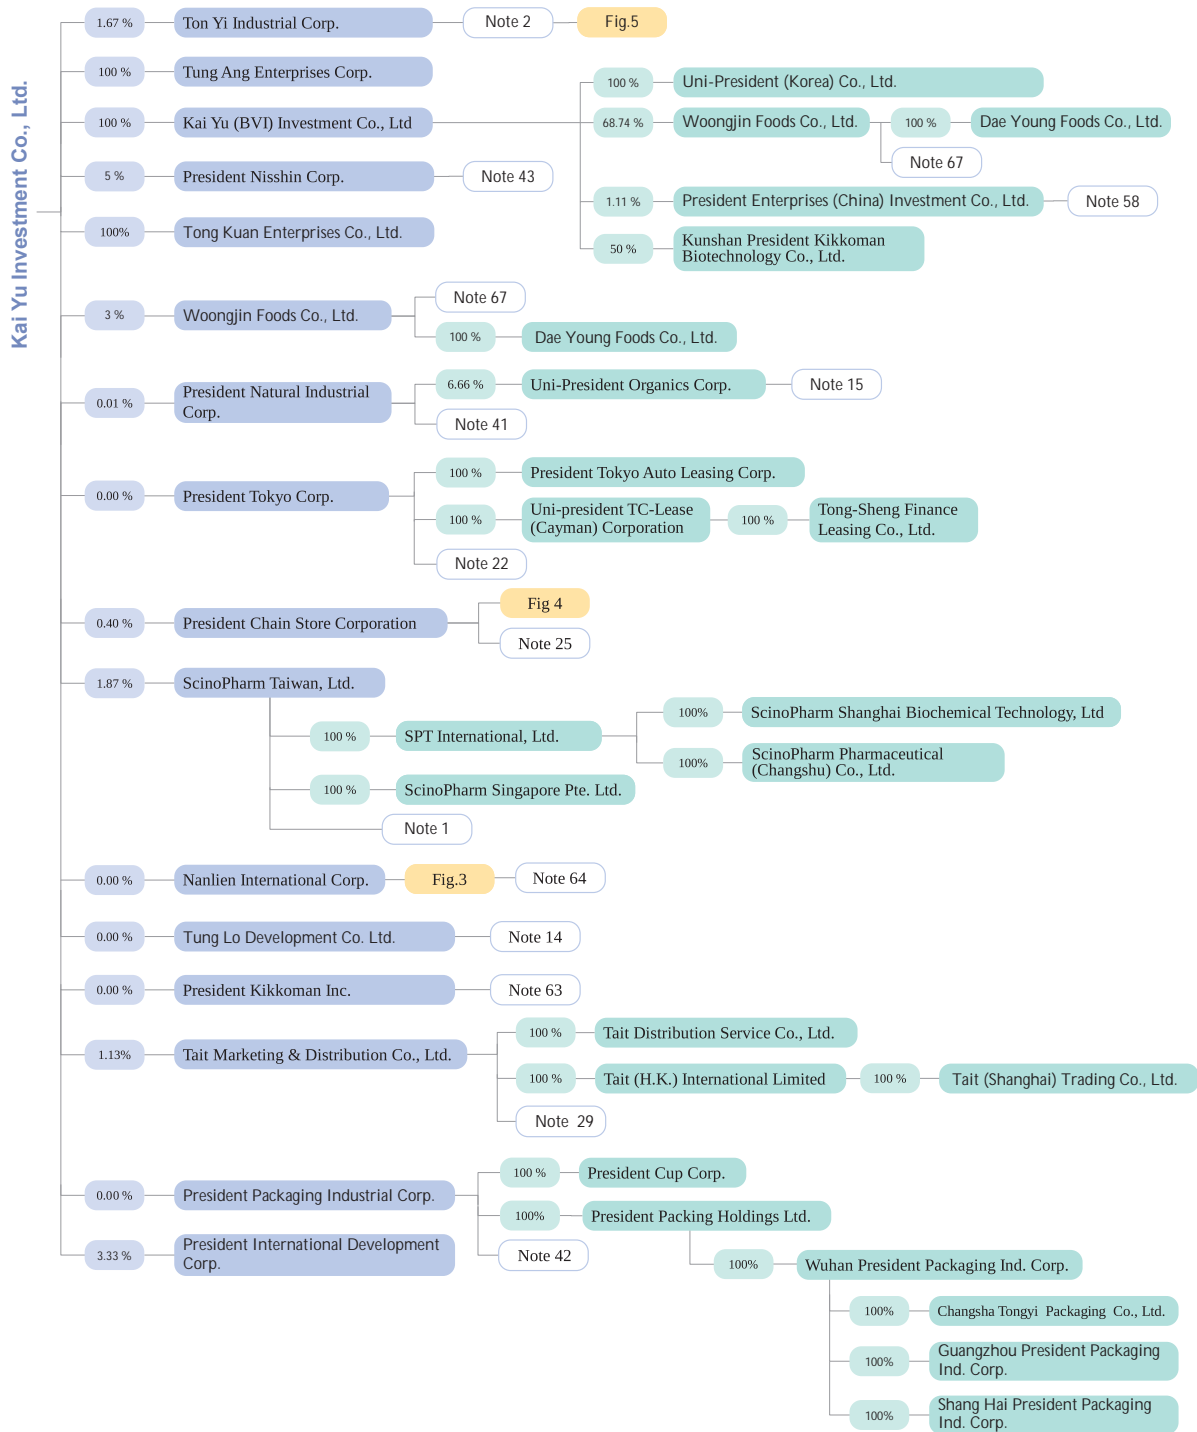 Kai Yu Investment Co., Ltd.
1.67 %
Ton Yi Industrial Corp.
Note 2
Fig.5
100 %
Tung Ang Enterprises Corp.
100 %
Kai Yu (BVI) Investment Co., Ltd
100 %
Uni-President (Korea) Co., Ltd.
68.74 %
Woongjin Foods Co., Ltd.
100 %
Dae Young Foods Co., Ltd.
Note 67
1.11 %
President Enterprises (China) Investment Co., Ltd.
Note 58
50 %
Kunshan President Kikkoman
Biotechnology Co., Ltd.
5 %
President Nisshin Corp.
Note 43
100%
Tong Kuan Enterprises Co., Ltd.
3 %
Woongjin Foods Co., Ltd.
Note 67
100 %
Dae Young Foods Co., Ltd.
0.01 %
President Natural Industrial
Corp.
6.66 %
Uni-President Organics Corp.
Note 15
Note 41
0.00 %
President Tokyo Corp.
100 %
President Tokyo Auto Leasing Corp.
100 %
Uni-president TC-Lease
(Cayman) Corporation
100 %
Tong-Sheng Finance
Leasing Co., Ltd.
Note 22
0.40 %
President Chain Store Corporation
Fig 4
Note 25
1.87 %
ScinoPharm Taiwan, Ltd.
100 %
SPT International, Ltd.
100%
ScinoPharm Shanghai Biochemical Technology, Ltd
100%
ScinoPharm Pharmaceutical
(Changshu) Co., Ltd.
100 %
ScinoPharm Singapore Pte. Ltd.
Note 1
0.00 %
Nanlien International Corp.
Fig.3
Note 64
0.00 %
Tung Lo Development Co. Ltd.
Note 14
0.00 %
President Kikkoman Inc.
Note 63
1.13%
Tait Marketing & Distribution Co., Ltd.
100 %
Tait Distribution Service Co., Ltd.
100 %
Tait (H.K.) International Limited
100 %
Tait (Shanghai) Trading Co., Ltd.
Note 29
0.00 %
President Packaging Industrial Corp.
100 %
President Cup Corp.
100%
President Packing Holdings Ltd.
Note 42
3.33 %
President International Development
Corp.
100%
Wuhan President Packaging Ind. Corp.
100%
Changsha Tongyi Packaging Co., Ltd.
100%
Guangzhou President Packaging
Ind. Corp.
100%
Shang Hai President Packaging
Ind. Corp.